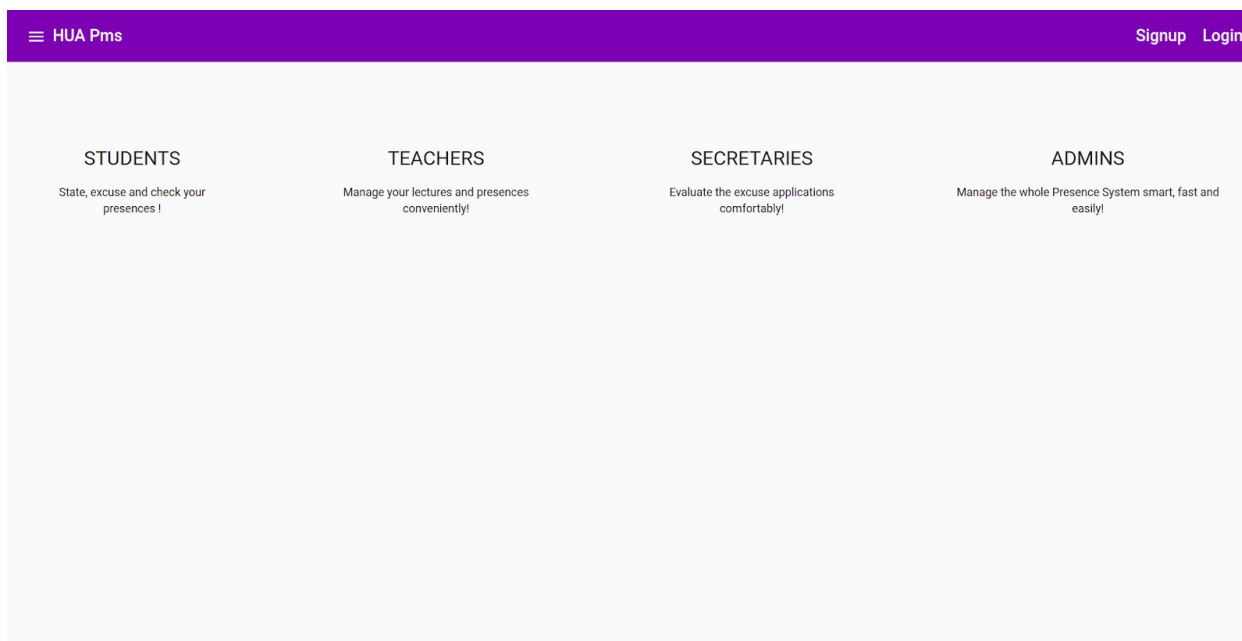 HUA Pms
Signup Login
STUDENTS
State, excuse and check your
presences !
TEACHERS
Manage your lectures and presences
conveniently!
SECRETARIES
Evaluate the excuse applications
comfortably!
ADMINS
Manage the whole Presence System smart, fast and
easily!